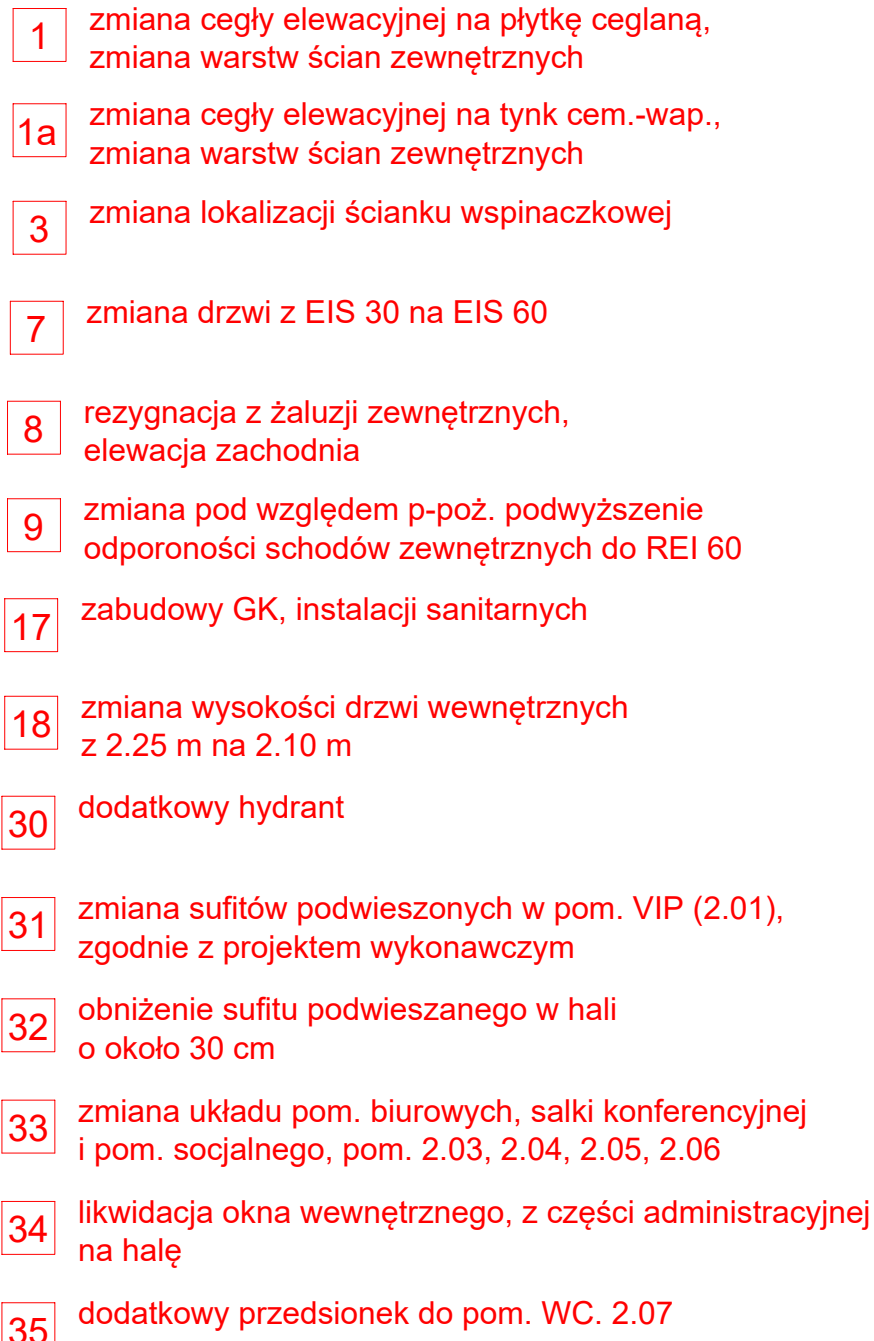 1 zmiana cegły elewacyjnej na płytkę ceglaną,
zmiana warstw ścian zewnętrznych
1a zmiana cegły elewacyjnej na tynk cem.-wap.,
zmiana warstw ścian zewnętrznych
3 zmiana lokalizacji ścianku wspinaczkowej
7 zmiana drzwi z EIS 30 na EIS 60
8 rezygnacja z żaluzji zewnętrznych,
elewacja zachodnia
9 zmiana pod względem p-poż. podwyższenie
odporoności schodów zewnętrznych do REI 60
17 zabudowy GK, instalacji sanitarnych
18 zmiana wysokości drzwi wewnętrznych
z 2.25 m na 2.10 m
30 dodatkowy hydrant
31 zmiana sufitów podwieszonych w pom. VIP (2.01),
zgodnie z projektem wykonawczym
32 obniżenie sufitu podwieszanego w hali
o około 30 cm
33 zmiana układu pom. biurowych, salki konferencyjnej
i pom. socjalnego, pom. 2.03, 2.04, 2.05, 2.06
34 likwidacja okna wewnętrznego, z części administracyjnej
na halę
35 dodatkowy przedsionek do pom. WC. 2.07